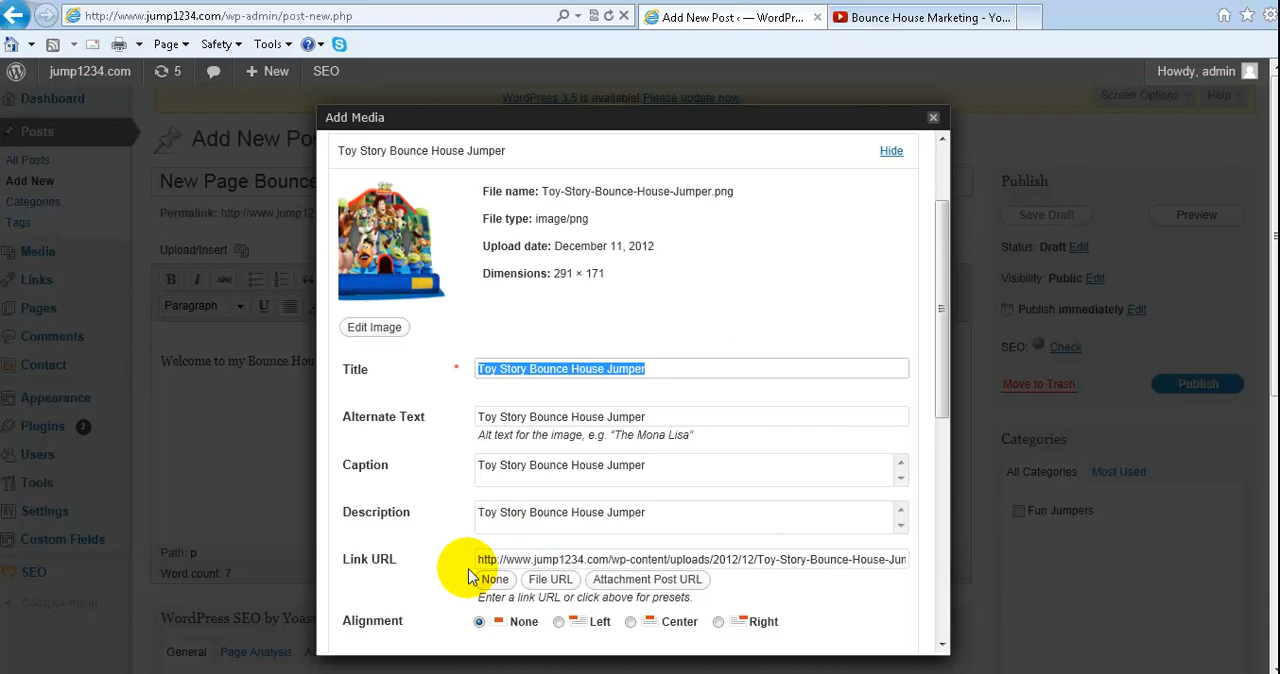 http://www.jump1234.com/wp-admin/post-new.php
Add New Post ‹ — WordPr...
Bounce House Marketing - Yo...
Page
Safety
Tools
jump1234.com
5
+ New
SEO
Howdy, admin
WordPress 3.5 is available! Please update now.
Screen Options
Help
Dashboard
Posts
All Posts
Add New
Categories
Tags
Media
Links
Pages
Comments
Contact
Appearance
Plugins 2
Users
Tools
Settings
Custom Fields
SEO
Collapse menu
Add New Pos
New Page Bounce
Permalink: http://www.jump12
Upload/Insert
B I ABC
Paragraph
U
Welcome to my Bounce Hou
Path: p
Word count: 7
WordPress SEO by Yoas
General
Page Analysis
Add Media
Toy Story Bounce House Jumper
Hide
File name: Toy-Story-Bounce-House-Jumper.png
File type: image/png
Upload date: December 11, 2012
Dimensions: 291 × 171
Edit Image
Title * Toy Story Bounce House Jumper
Alternate Text Toy Story Bounce House Jumper
Alt text for the image, e.g. "The Mona Lisa"
Caption Toy Story Bounce House Jumper
Description Toy Story Bounce House Jumper
Link URL http://www.jump1234.com/wp-content/uploads/2012/12/Toy-Story-Bounce-House-Jun
None File URL Attachment Post URL
Enter a link URL or click above for presets.
Alignment None Left Center Right
Publish
Save Draft
Preview
Status: Draft Edit
Visibility: Public Edit
Publish immediately Edit
SEO: Check
Move to Trash
Publish
Categories
All Categories
Most Used
Fun Jumpers